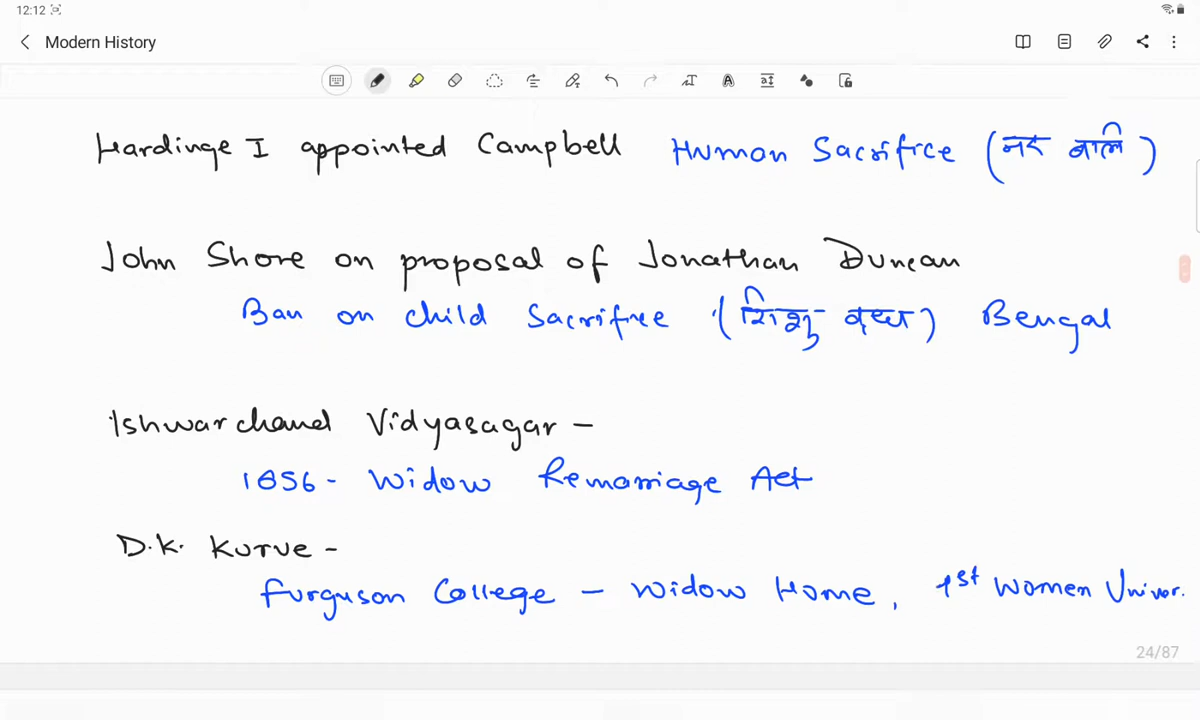 12:12
Modern History
Hardinge I appointed Campbell Human Sacrifice (नर बलि)
John Shore on proposal of Jonathan Duncan
Ban on child Sacrifice (शिशु वध) Bengal
Ishwarchand Vidyasagar -
1856 - Widow Remarriage Act
D.K. Kurve -
Furguson College - Widow Home, 1st Women Univer.
24/87